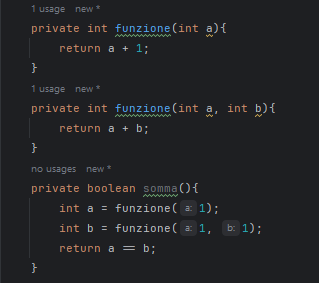 1 usage new *
private int funzione(int a){
return a + 1;
}
1 usage new *
private int funzione(int a, int b){
return a + b;
}
no usages new *
private boolean somma(){
int a = funzione( a: 1);
int b = funzione( a: 1, b: 1);
return a == b;
}